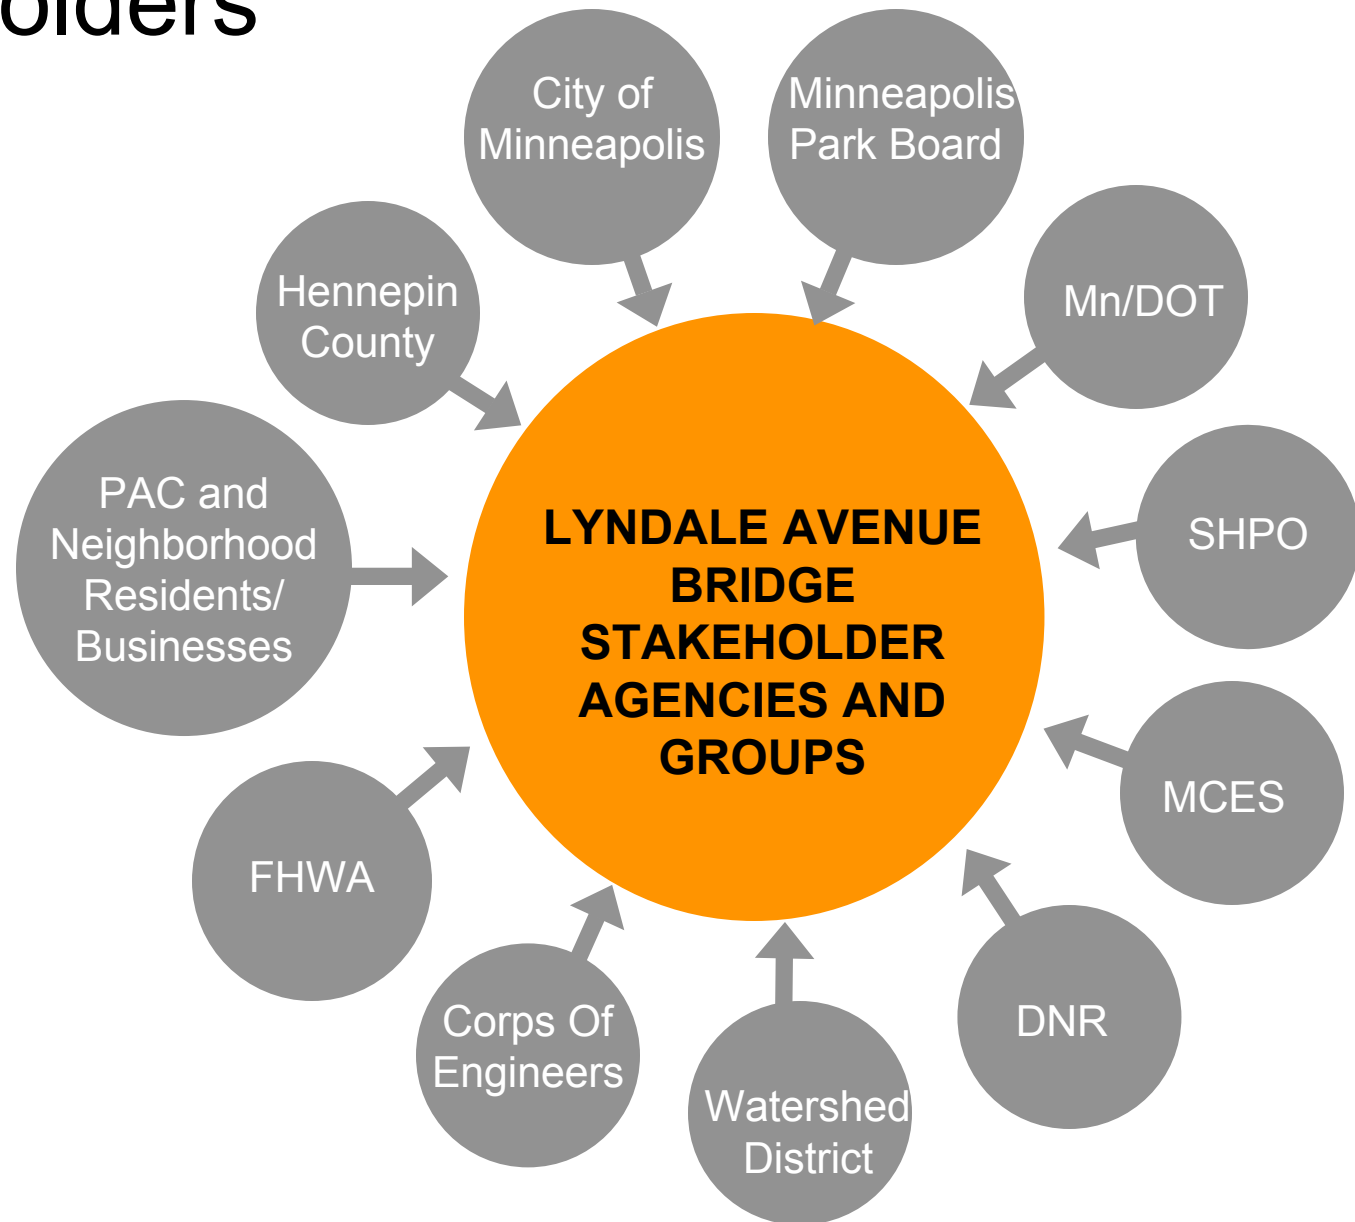 City of
Minneapolis
Minneapolis
Park Board
Hennepin
County
Mn/DOT
PAC and
Neighborhood
Residents/
Businesses
LYNDALE AVENUE
BRIDGE
STAKEHOLDER
AGENCIES AND
GROUPS
SHPO
MCES
FHWA
Corps Of
Engineers
DNR
Watershed
District